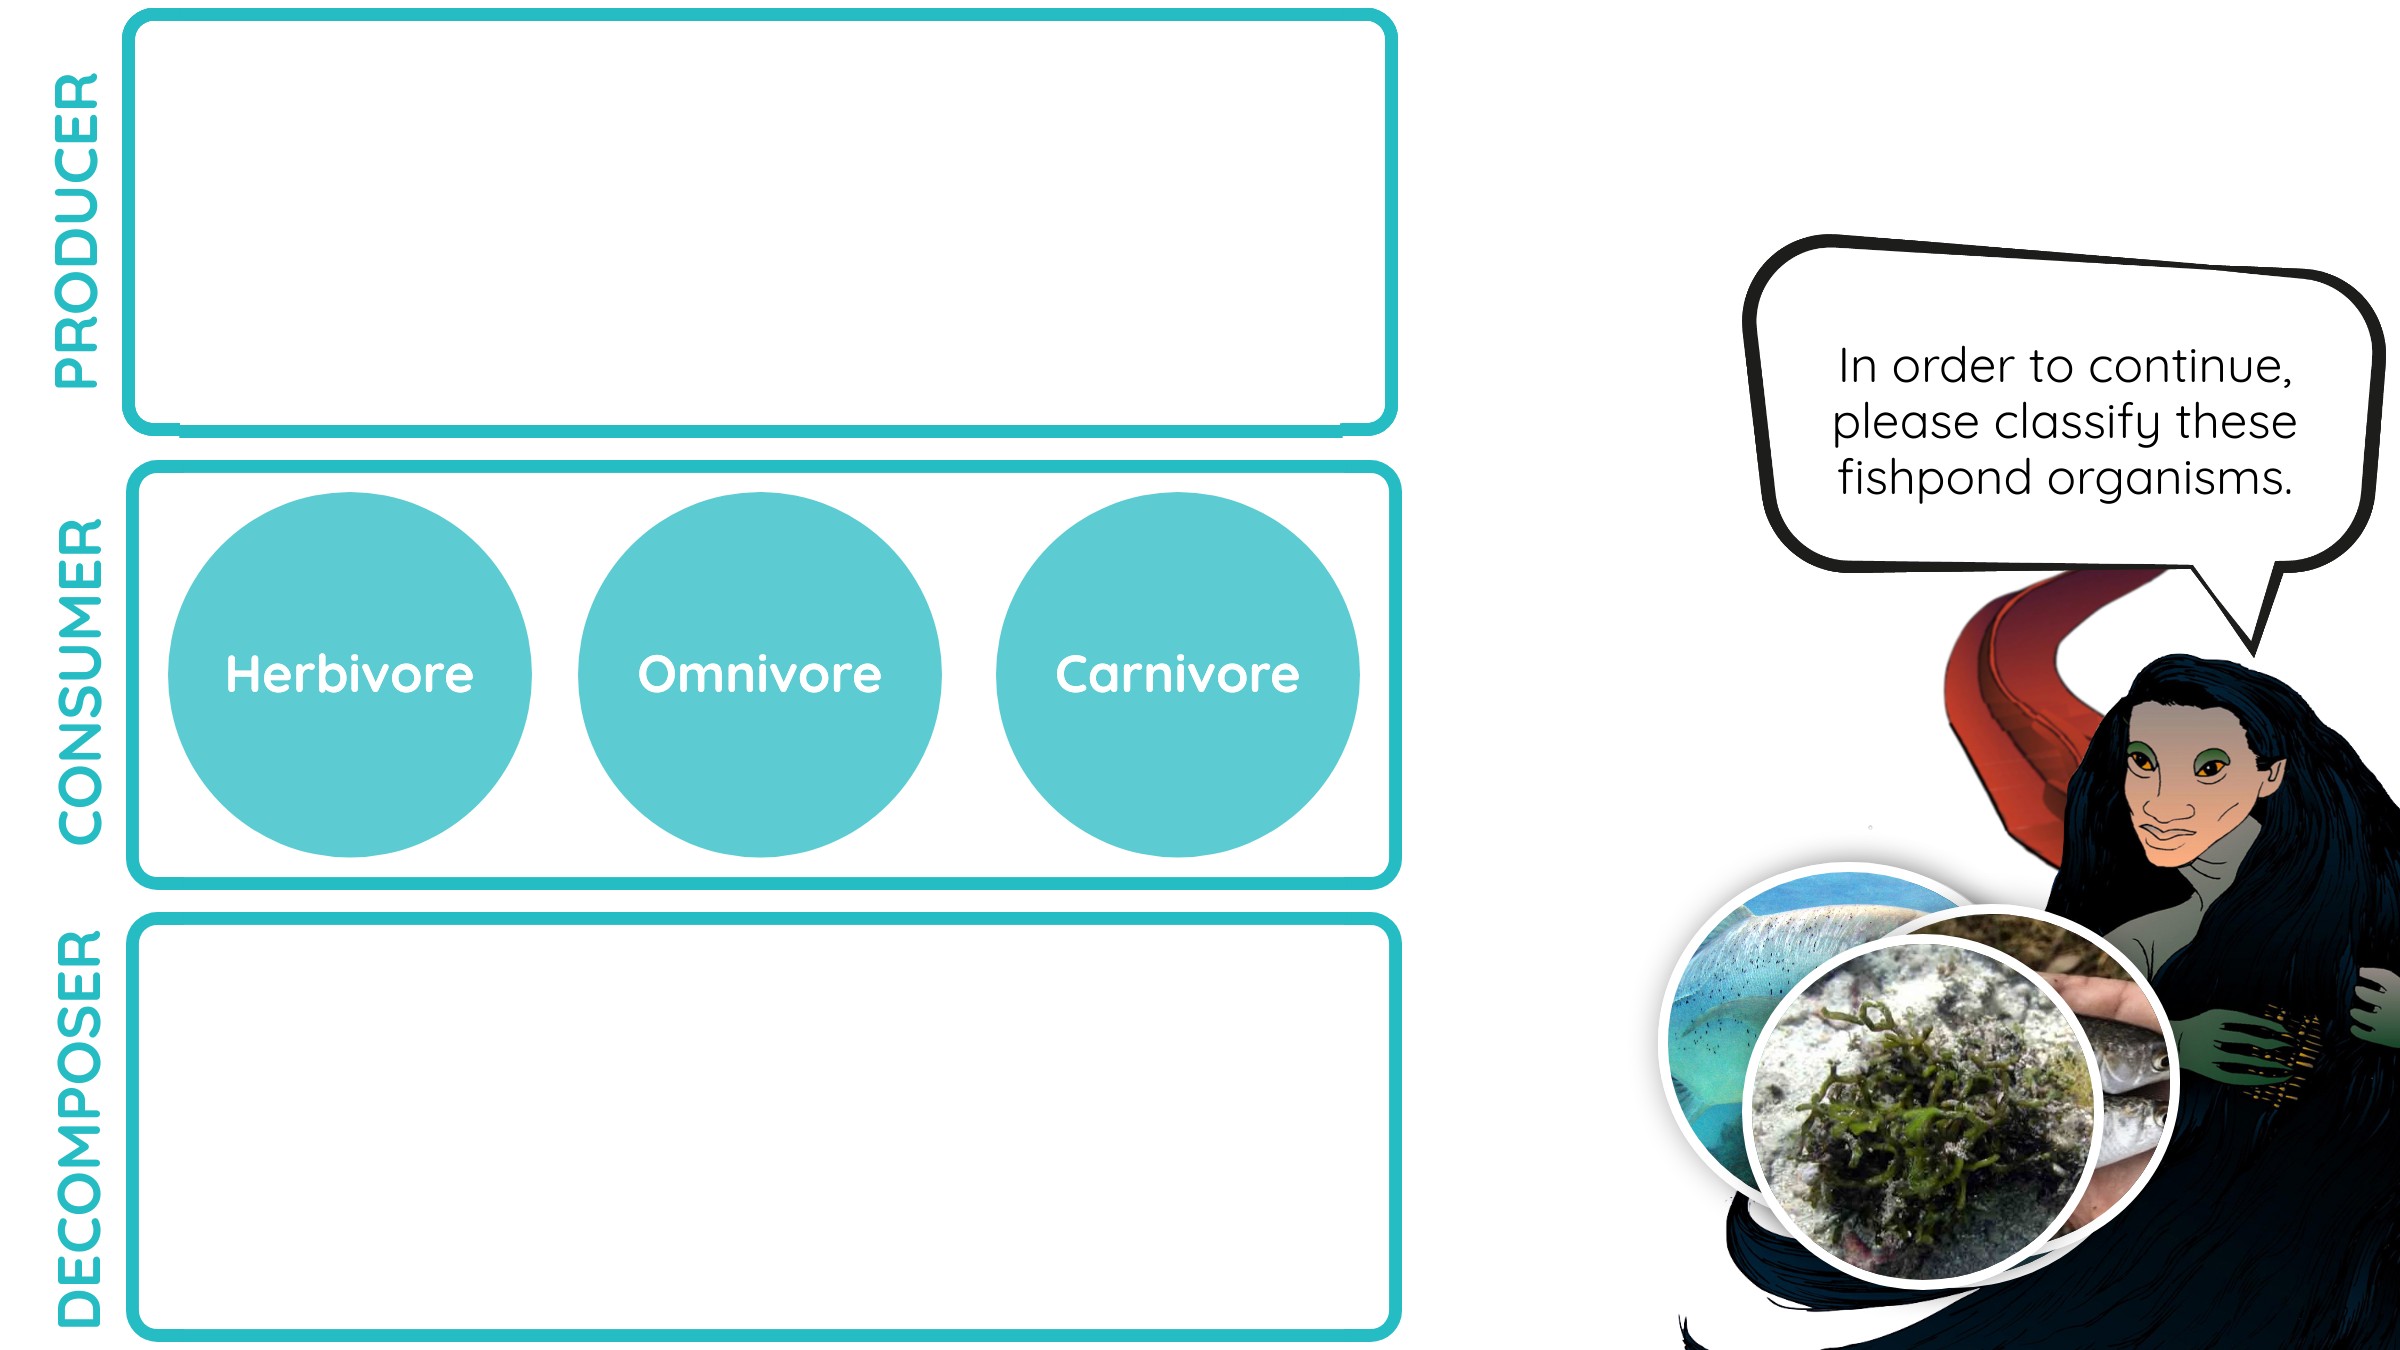 PRODUCER
CONSUMER
Herbivore
Omnivore
Carnivore
DECOMPOSER
In order to continue,
please classify these
fishpond organisms.